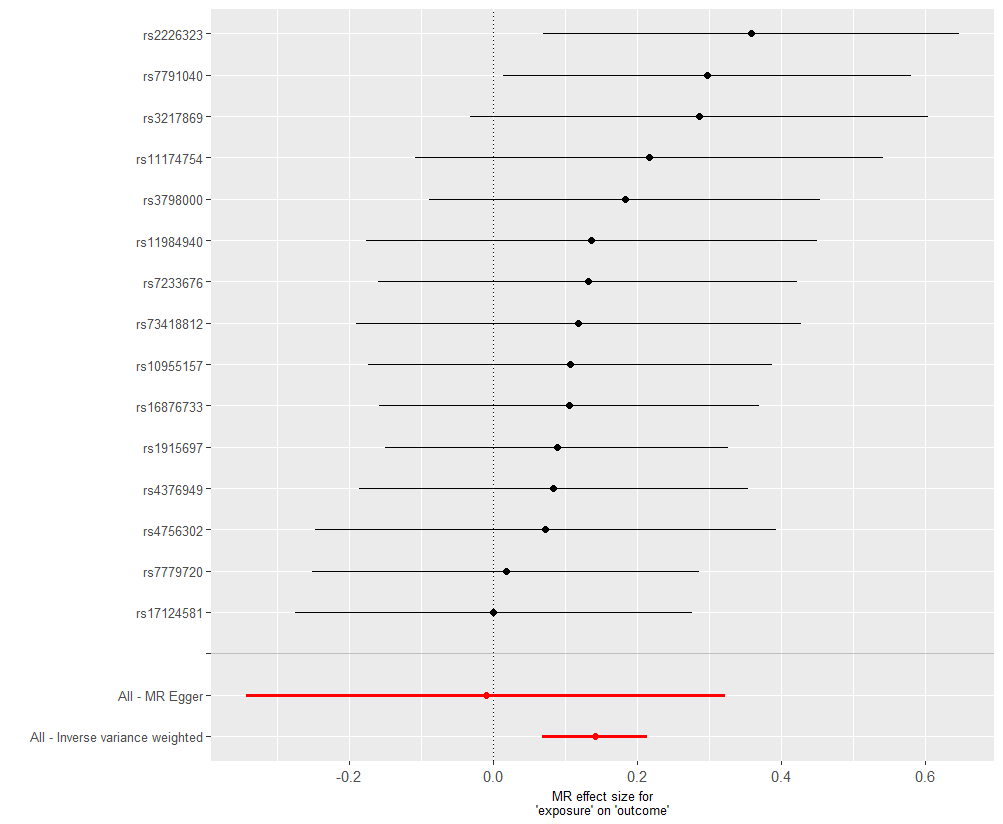 rs2226323
rs7791040
rs3217869
rs11174754
rs3798000
rs11984940
rs7233676
rs73418812
rs10955157
rs16876733
rs1915697
rs4376949
rs4756302
rs7779720
rs17124581
All - MR Egger
All - Inverse variance weighted
-0.2 0.0 0.2 0.4 0.6
MR effect size for
'exposure' on 'outcome'